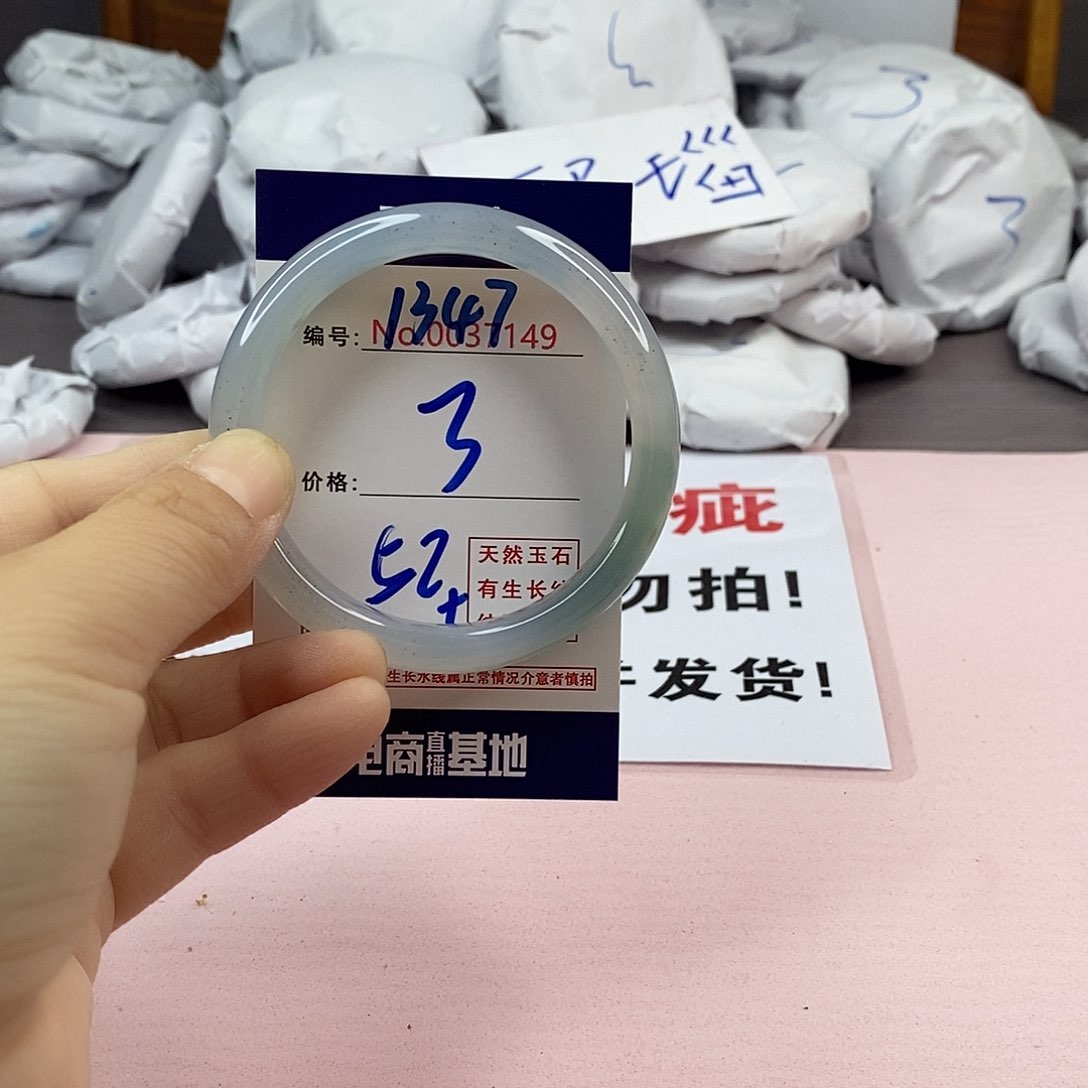 3
3
1347
编号: No.0037149
3
价格:
52+
天然玉石
有生长
生长水线属正常情况介意者慎拍
电商直播基地
疵
勿拍!
发货!